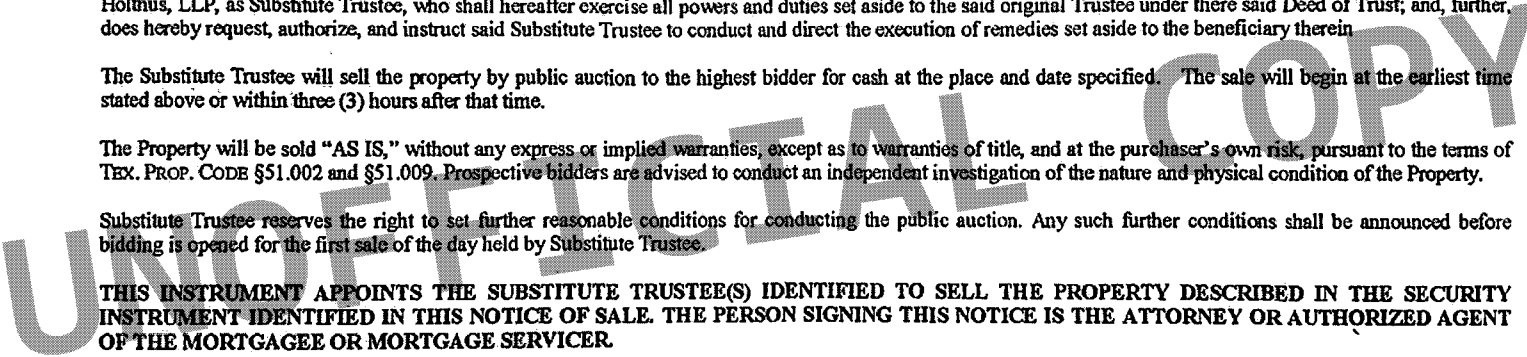 Holthus, LLP, as Substitute Trustee, who shall hereafter exercise all powers and duties set aside to the said original Trustee under there said Deed of Trust; and, further,
does hereby request, authorize, and instruct said Substitute Trustee to conduct and direct the execution of remedies set aside to the beneficiary therein
The Substitute Trustee will sell the property by public auction to the highest bidder for cash at the place and date specified. The sale will begin at the earliest time
stated above or within three (3) hours after that time.
The Property will be sold “AS IS,” without any express or implied warranties, except as to warranties of title, and at the purchaser’s own risk, pursuant to the terms of
TEX. PROP. CODE §51.002 and §51.009. Prospective bidders are advised to conduct an independent investigation of the nature and physical condition of the Property.
Substitute Trustee reserves the right to set further reasonable conditions for conducting the public auction. Any such further conditions shall be announced before
bidding is opened for the first sale of the day held by Substitute Trustee.
THIS INSTRUMENT APPOINTS THE SUBSTITUTE TRUSTEE(S) IDENTIFIED TO SELL THE PROPERTY DESCRIBED IN THE SECURITY
INSTRUMENT IDENTIFIED IN THIS NOTICE OF SALE. THE PERSON SIGNING THIS NOTICE IS THE ATTORNEY OR AUTHORIZED AGENT
OF THE MORTGAGEE OR MORTGAGE SERVICER.
UNOFFICIAL COPY